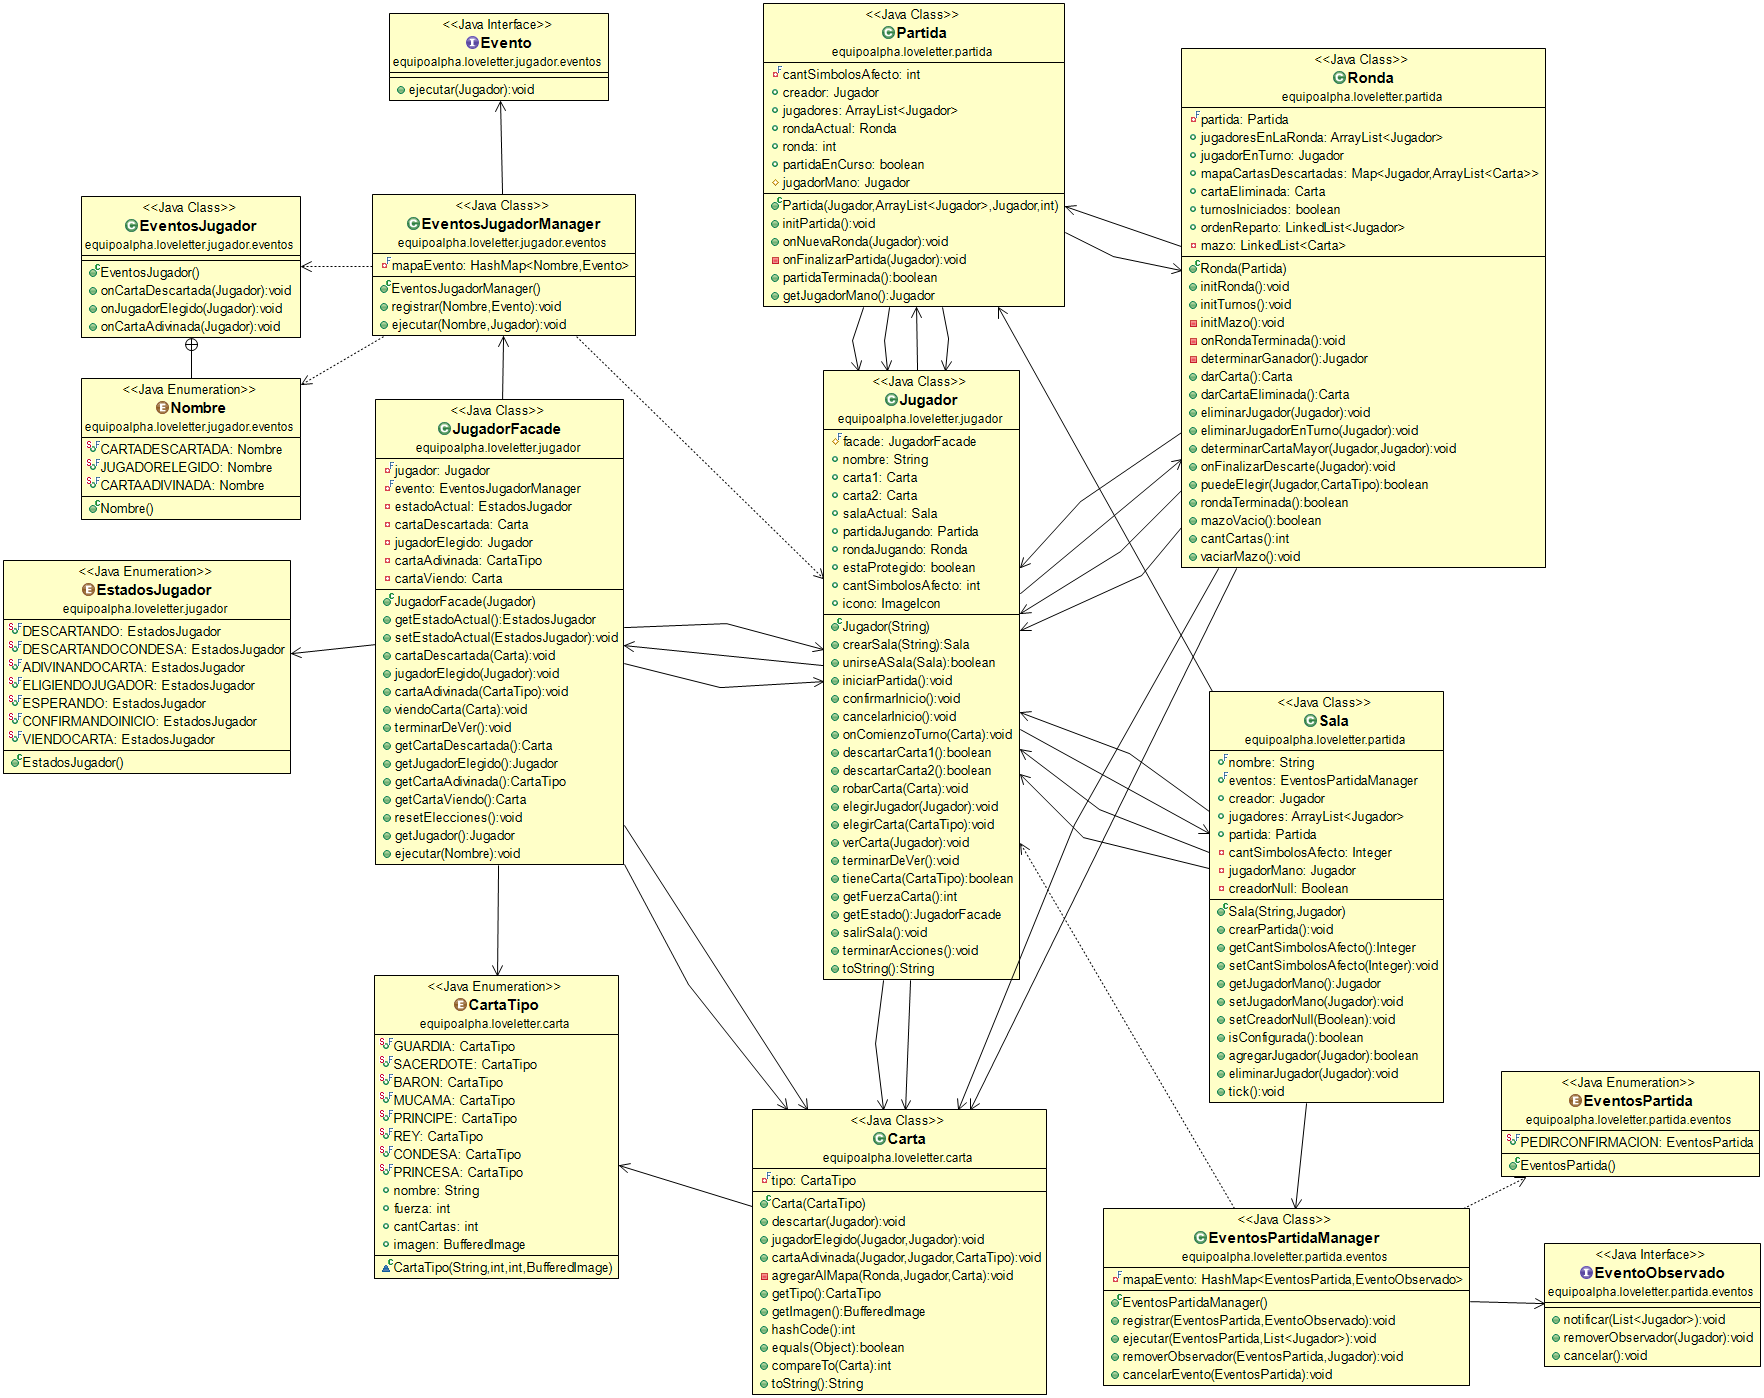 <<Java Interface>>
Evento
equipoalpha.loveletter.jugador.eventos
ejecutar(Jugador):void
<<Java Class>>
EventosJugador
equipoalpha.loveletter.jugador.eventos
EventosJugador()
onCartaDescartada(Jugador):void
onJugadorElegido(Jugador):void
onCartaAdivinada(Jugador):void
<<Java Class>>
EventosJugadorManager
equipoalpha.loveletter.jugador.eventos
mapaEvento: HashMap<Nombre,Evento>
EventosJugadorManager()
registrar(Nombre,Evento):void
ejecutar(Nombre,Jugador):void
<<Java Enumeration>>
Nombre
equipoalpha.loveletter.jugador.eventos
CARTADESCARTADA: Nombre
JUGADORELEGIDO: Nombre
CARTAADIVINADA: Nombre
Nombre()
<<Java Class>>
JugadorFacade
equipoalpha.loveletter.jugador
jugador: Jugador
evento: EventosJugadorManager
estadoActual: EstadosJugador
cartaDescartada: Carta
jugadorElegido: Jugador
cartaAdivinada: CartaTipo
cartaViendo: Carta
JugadorFacade(Jugador)
getEstadoActual():EstadosJugador
setEstadoActual(EstadosJugador):void
cartaDescartada(Carta):void
jugadorElegido(Jugador):void
cartaAdivinada(CartaTipo):void
viendoCarta(Carta):void
terminarDeVer():void
getCartaDescartada():Carta
getJugadorElegido():Jugador
getCartaAdivinada():CartaTipo
getCartaViendo():Carta
resetElecciones():void
getJugador():Jugador
ejecutar(Nombre):void
<<Java Enumeration>>
EstadosJugador
equipoalpha.loveletter.jugador
DESCARTANDO: EstadosJugador
DESCARTANDOCONDESA: EstadosJugador
ADIVINANDOCARTA: EstadosJugador
ELIGIENDOJUGADOR: EstadosJugador
ESPERANDO: EstadosJugador
CONFIRMANDOINICIO: EstadosJugador
VIENDOCARTA: EstadosJugador
EstadosJugador()
<<Java Enumeration>>
CartaTipo
equipoalpha.loveletter.carta
GUARDIA: CartaTipo
SACERDOTE: CartaTipo
BARON: CartaTipo
MUCAMA: CartaTipo
PRINCIPE: CartaTipo
REY: CartaTipo
CONDESA: CartaTipo
PRINCESA: CartaTipo
nombre: String
fuerza: int
cantCartas: int
imagen: BufferedImage
CartaTipo(String,int,int,BufferedImage)
<<Java Class>>
Partida
equipoalpha.loveletter.partida
cantSimbolosAfecto: int
creador: Jugador
jugadores: ArrayList<Jugador>
rondaActual: Ronda
ronda: int
partidaEnCurso: boolean
jugadorMano: Jugador
Partida(Jugador,ArrayList<Jugador>,Jugador,int)
initPartida():void
onNuevaRonda(Jugador):void
onFinalizarPartida(Jugador):void
partidaTerminada():boolean
getJugadorMano():Jugador
<<Java Class>>
Jugador
equipoalpha.loveletter.jugador
facade: JugadorFacade
nombre: String
carta1: Carta
carta2: Carta
salaActual: Sala
partidaJugando: Partida
rondaJugando: Ronda
estaProtegido: boolean
cantSimbolosAfecto: int
icono: ImageIcon
Jugador(String)
crearSala(String):Sala
unirseASala(Sala):boolean
iniciarPartida():void
confirmarInicio():void
cancelarInicio():void
onComienzoTurno(Carta):void
descartarCarta1():boolean
descartarCarta2():boolean
robarCarta(Carta):void
elegirJugador(Jugador):void
elegirCarta(CartaTipo):void
verCarta(Jugador):void
terminarDeVer():void
tieneCarta(CartaTipo):boolean
getFuerzaCarta():int
getEstado():JugadorFacade
salirSala():void
terminarAcciones():void
toString():String
<<Java Class>>
Carta
equipoalpha.loveletter.carta
tipo: CartaTipo
Carta(CartaTipo)
descartar(Jugador):void
jugadorElegido(Jugador,Jugador):void
cartaAdivinada(Jugador,Jugador,CartaTipo):void
agregarAlMapa(Ronda,Jugador,Carta):void
getTipo():CartaTipo
getImagen():BufferedImage
hashCode():int
equals(Object):boolean
compareTo(Carta):int
toString():String
<<Java Class>>
Ronda
equipoalpha.loveletter.partida
partida: Partida
jugadoresEnLaRonda: ArrayList<Jugador>
jugadorEnTurno: Jugador
mapaCartasDescartadas: Map<Jugador,ArrayList<Carta>>
cartaEliminada: Carta
turnosIniciados: boolean
ordenReparto: LinkedList<Jugador>
mazo: LinkedList<Carta>
Ronda(Partida)
initRonda():void
initTurnos():void
initMazo():void
onRondaTerminada():void
determinarGanador():Jugador
darCarta():Carta
darCartaEliminada():Carta
eliminarJugador(Jugador):void
eliminarJugadorEnTurno(Jugador):void
determinarCartaMayor(Jugador,Jugador):void
onFinalizarDescarte(Jugador):void
puedeElegir(Jugador,CartaTipo):boolean
rondaTerminada():boolean
mazoVacio():boolean
cantCartas():int
vaciarMazo():void
<<Java Class>>
Sala
equipoalpha.loveletter.partida
nombre: String
eventos: EventosPartidaManager
creador: Jugador
jugadores: ArrayList<Jugador>
partida: Partida
cantSimbolosAfecto: Integer
jugadorMano: Jugador
creadorNull: Boolean
Sala(String,Jugador)
crearPartida():void
getCantSimbolosAfecto():Integer
setCantSimbolosAfecto(Integer):void
getJugadorMano():Jugador
setJugadorMano(Jugador):void
setCreadorNull(Boolean):void
isConfigurada():boolean
agregarJugador(Jugador):boolean
eliminarJugador(Jugador):void
tick():void
<<Java Enumeration>>
EventosPartida
equipoalpha.loveletter.partida.eventos
PEDIRCONFIRMACION: EventosPartida
EventosPartida()
<<Java Class>>
EventosPartidaManager
equipoalpha.loveletter.partida.eventos
mapaEvento: HashMap<EventosPartida,EventoObservado>
EventosPartidaManager()
registrar(EventosPartida,EventoObservado):void
ejecutar(EventosPartida,List<Jugador>):void
removerObservador(EventosPartida,Jugador):void
cancelarEvento(EventosPartida):void
<<Java Interface>>
EventoObservado
equipoalpha.loveletter.partida.eventos
notificar(List<Jugador>):void
removerObservador(Jugador):void
cancelar():void